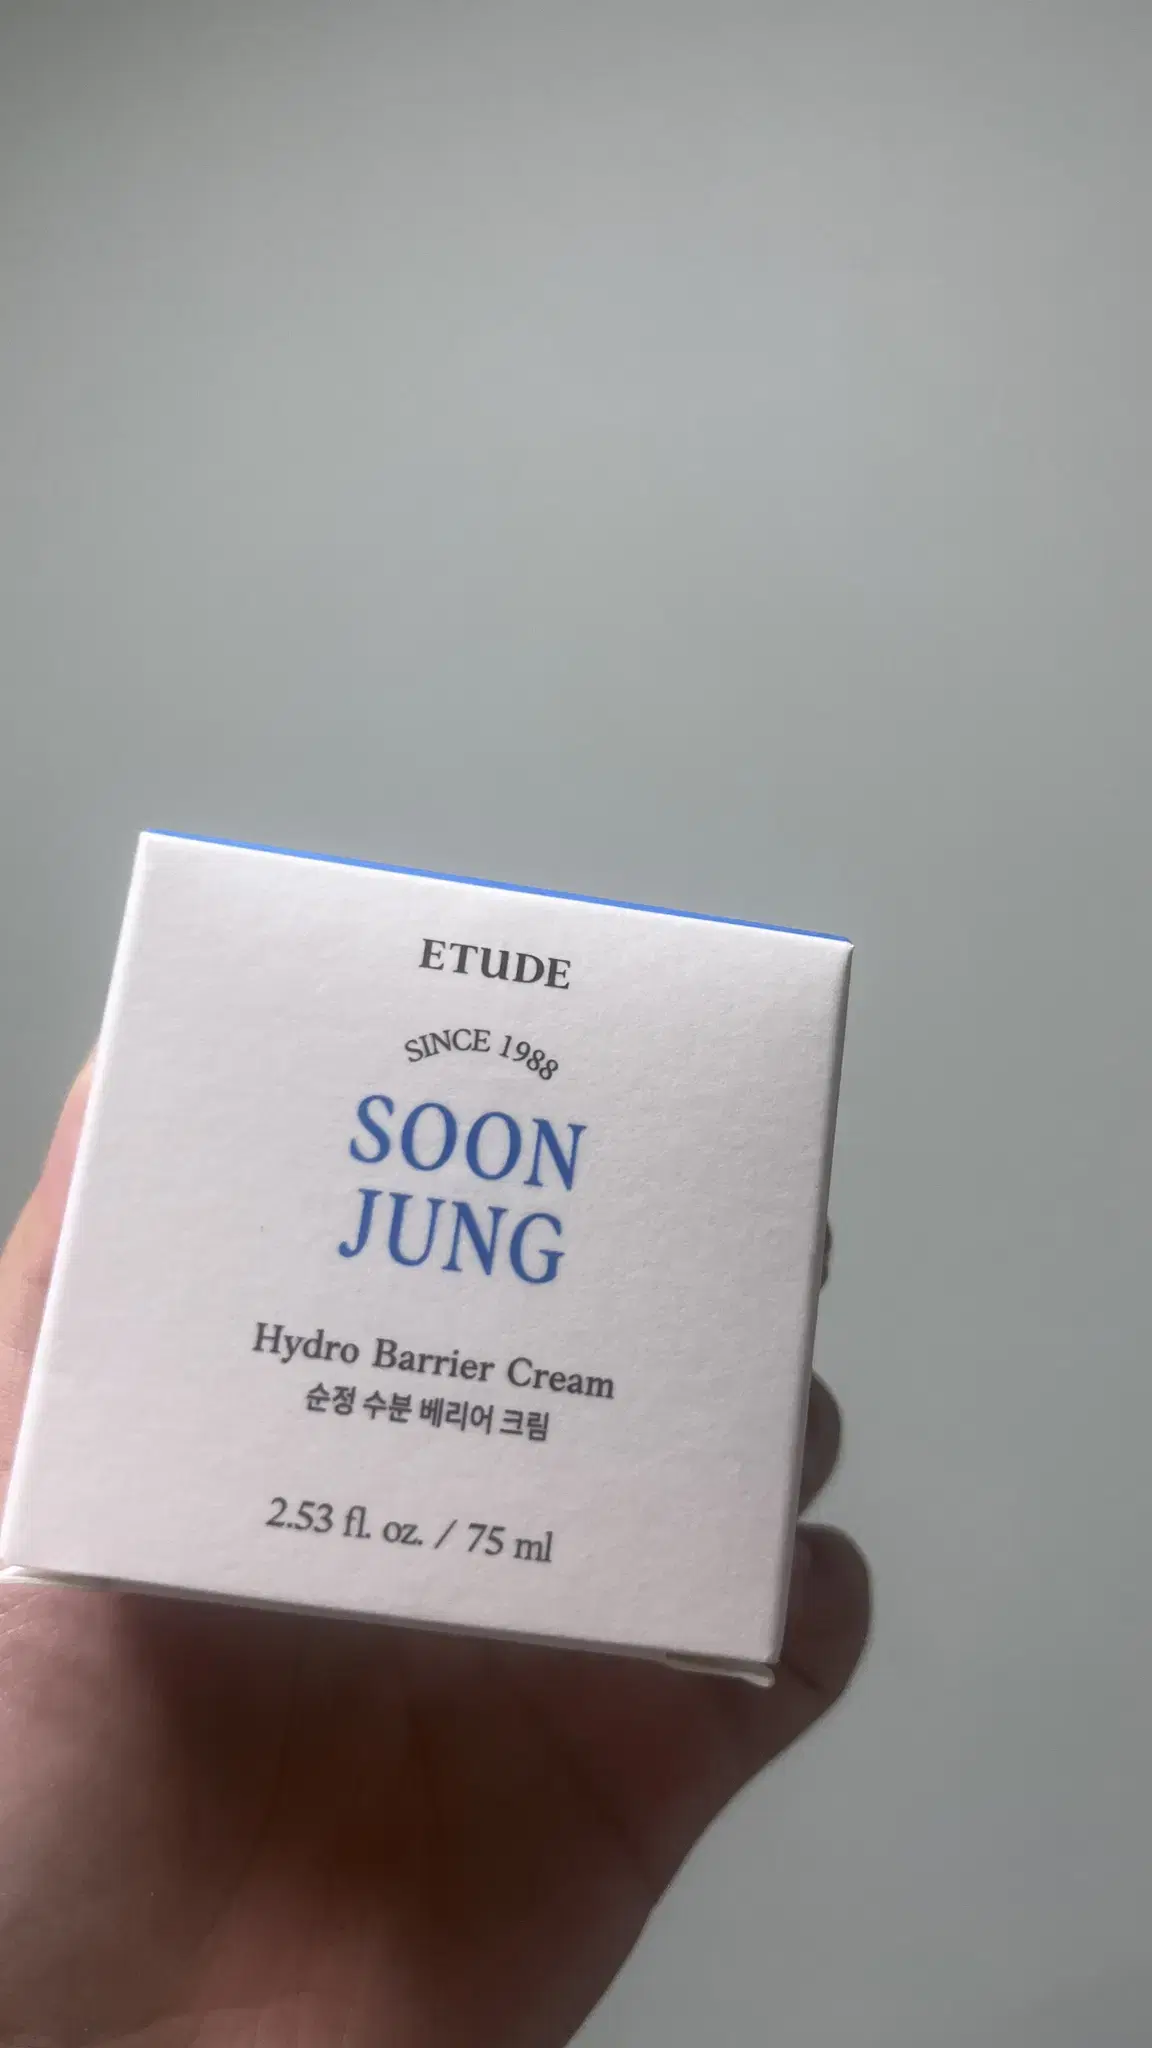 ETUDE
SINCE 1988
SOON
JUNG
Hydro Barrier Cream
순정 수분 베리어 크림
2.53 fl. oz. / 75 ml